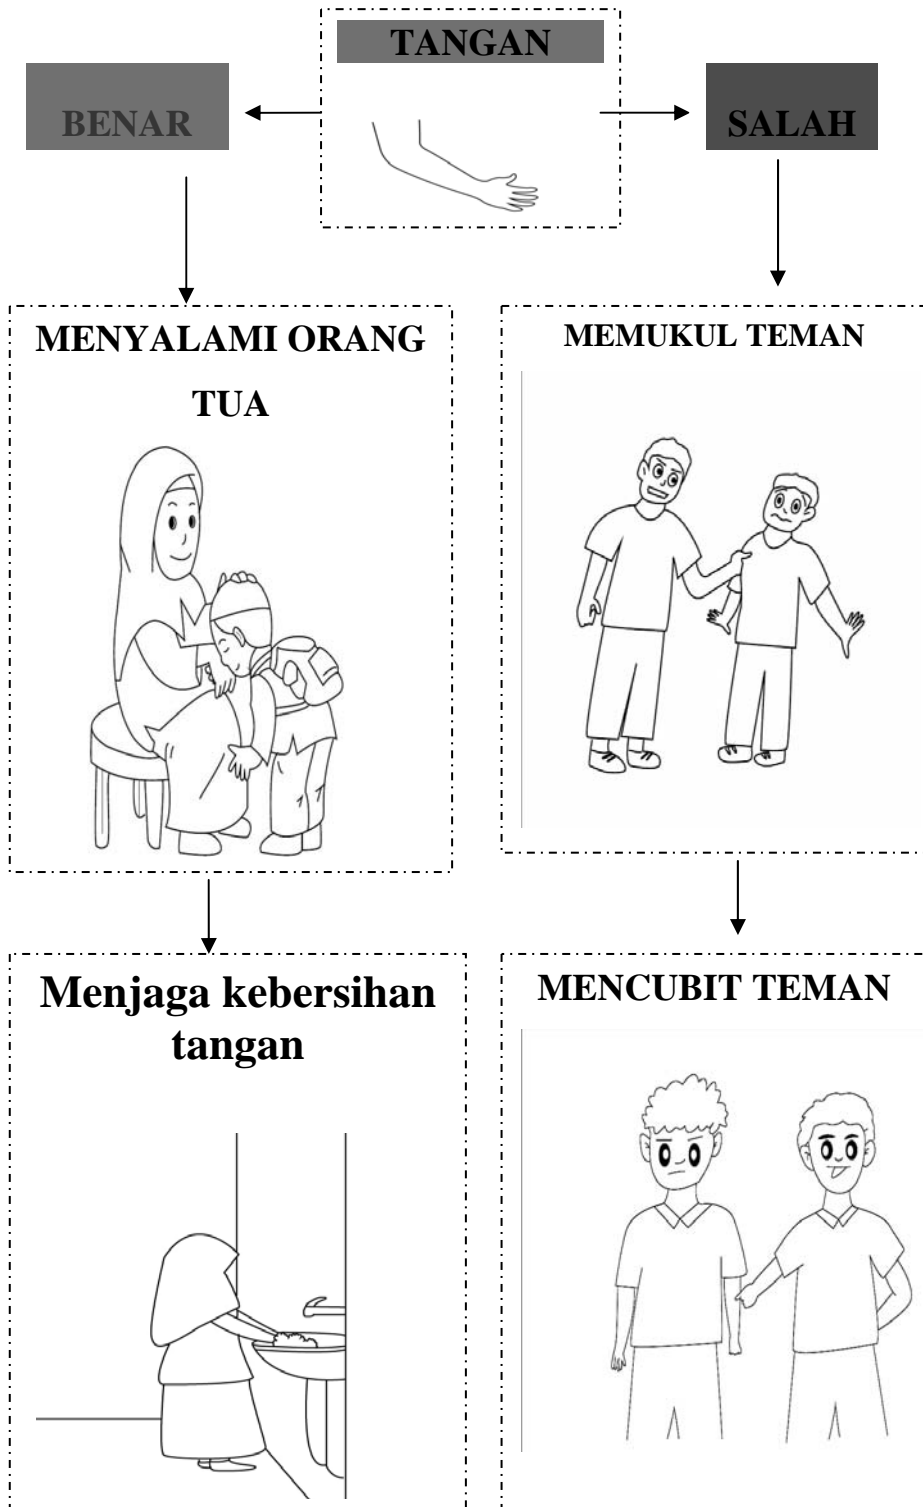 TANGAN
BENAR
SALAH
MENYALAMI ORANG
TUA
MEMUKUL TEMAN
Menjaga kebersihan
tangan
MENCUBIT TEMAN